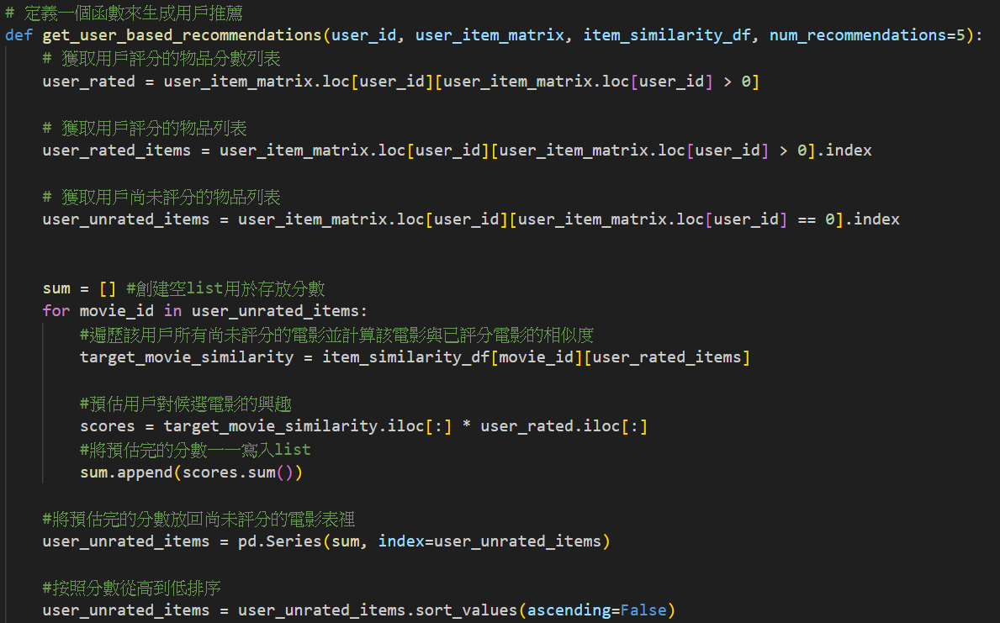 # 定義一個函數來生成用戶推薦
def get_user_based_recommendations(user_id, user_item_matrix, item_similarity_df, num_recommendations=5):
# 獲取用戶評分的物品分數列表
user_rated = user_item_matrix.loc[user_id][user_item_matrix.loc[user_id] > 0]
# 獲取用戶評分的物品列表
user_rated_items = user_item_matrix.loc[user_id][user_item_matrix.loc[user_id] > 0].index
# 獲取用戶尚未評分的物品列表
user_unrated_items = user_item_matrix.loc[user_id][user_item_matrix.loc[user_id] == 0].index
sum = [] #創建空list用於存放分數
for movie_id in user_unrated_items:
#遍歷該用戶所有尚未評分的電影並計算該電影與已評分電影的相似度
target_movie_similarity = item_similarity_df[movie_id][user_rated_items]
#預估用戶對候選電影的興趣
scores = target_movie_similarity.iloc[:] * user_rated.iloc[:]
#將預估完的分數一一寫入list
sum.append(scores.sum())
#將預估完的分數放回尚未評分的電影表裡
user_unrated_items = pd.Series(sum, index=user_unrated_items)
#按照分數從高到低排序
user_unrated_items = user_unrated_items.sort_values(ascending=False)